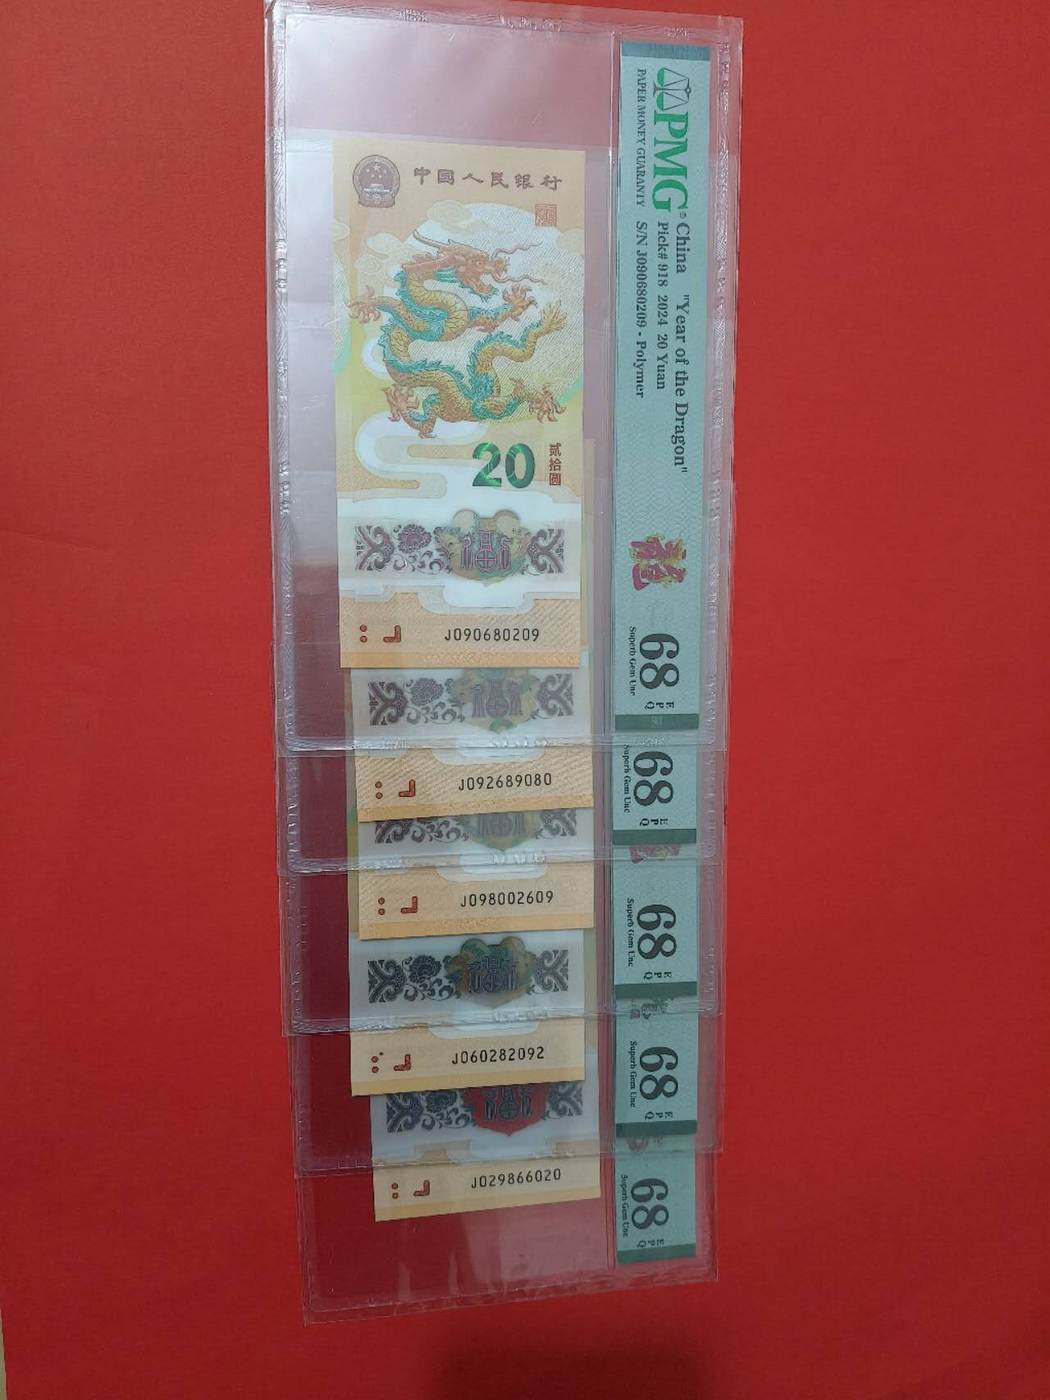 中国人民银行
20
贰拾圆
J090680209
J092689080
J098002609
J060282092
J029866020
PMG®
PAPER MONEY GUARANTY
China "Year of the Dragon"
Pick# 918 2024 20 Yuan
S/N J090680209 - Polymer
68 EPQ
Superb Gem Unc
68 EPQ
Superb Gem Unc
68 EPQ
Superb Gem Unc
68 EPQ
Superb Gem Unc
68 EPQ
Superb Gem Unc